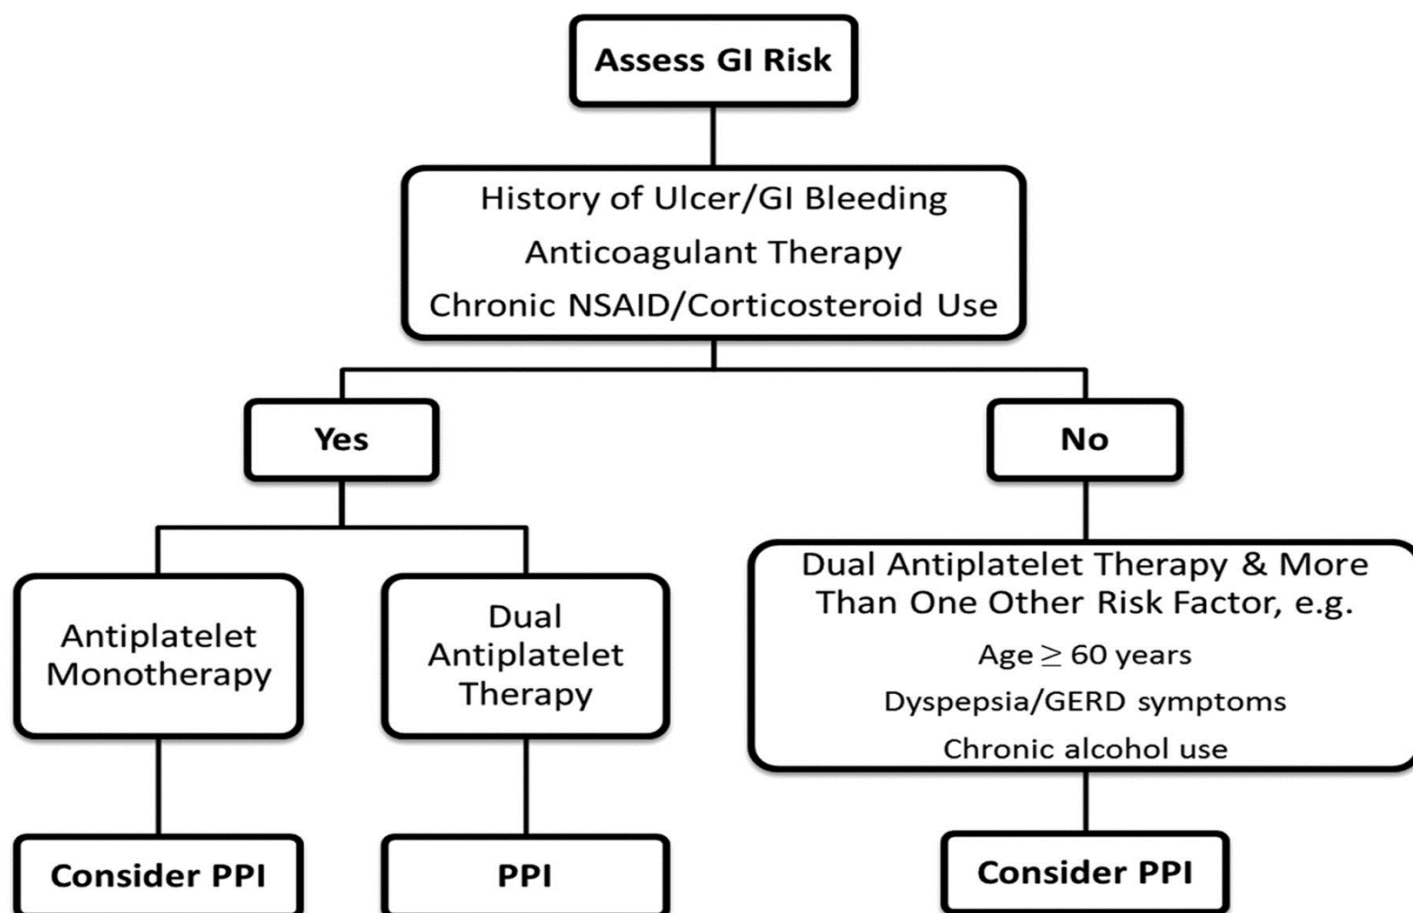 Assess GI Risk
History of Ulcer/GI Bleeding
Anticoagulant Therapy
Chronic NSAID/Corticosteroid Use
Yes
No
Antiplatelet
Monotherapy
Dual
Antiplatelet
Therapy
Dual Antiplatelet Therapy & More
Than One Other Risk Factor, e.g.
Age ≥ 60 years
Dyspepsia/GERD symptoms
Chronic alcohol use
Consider PPI
PPI
Consider PPI